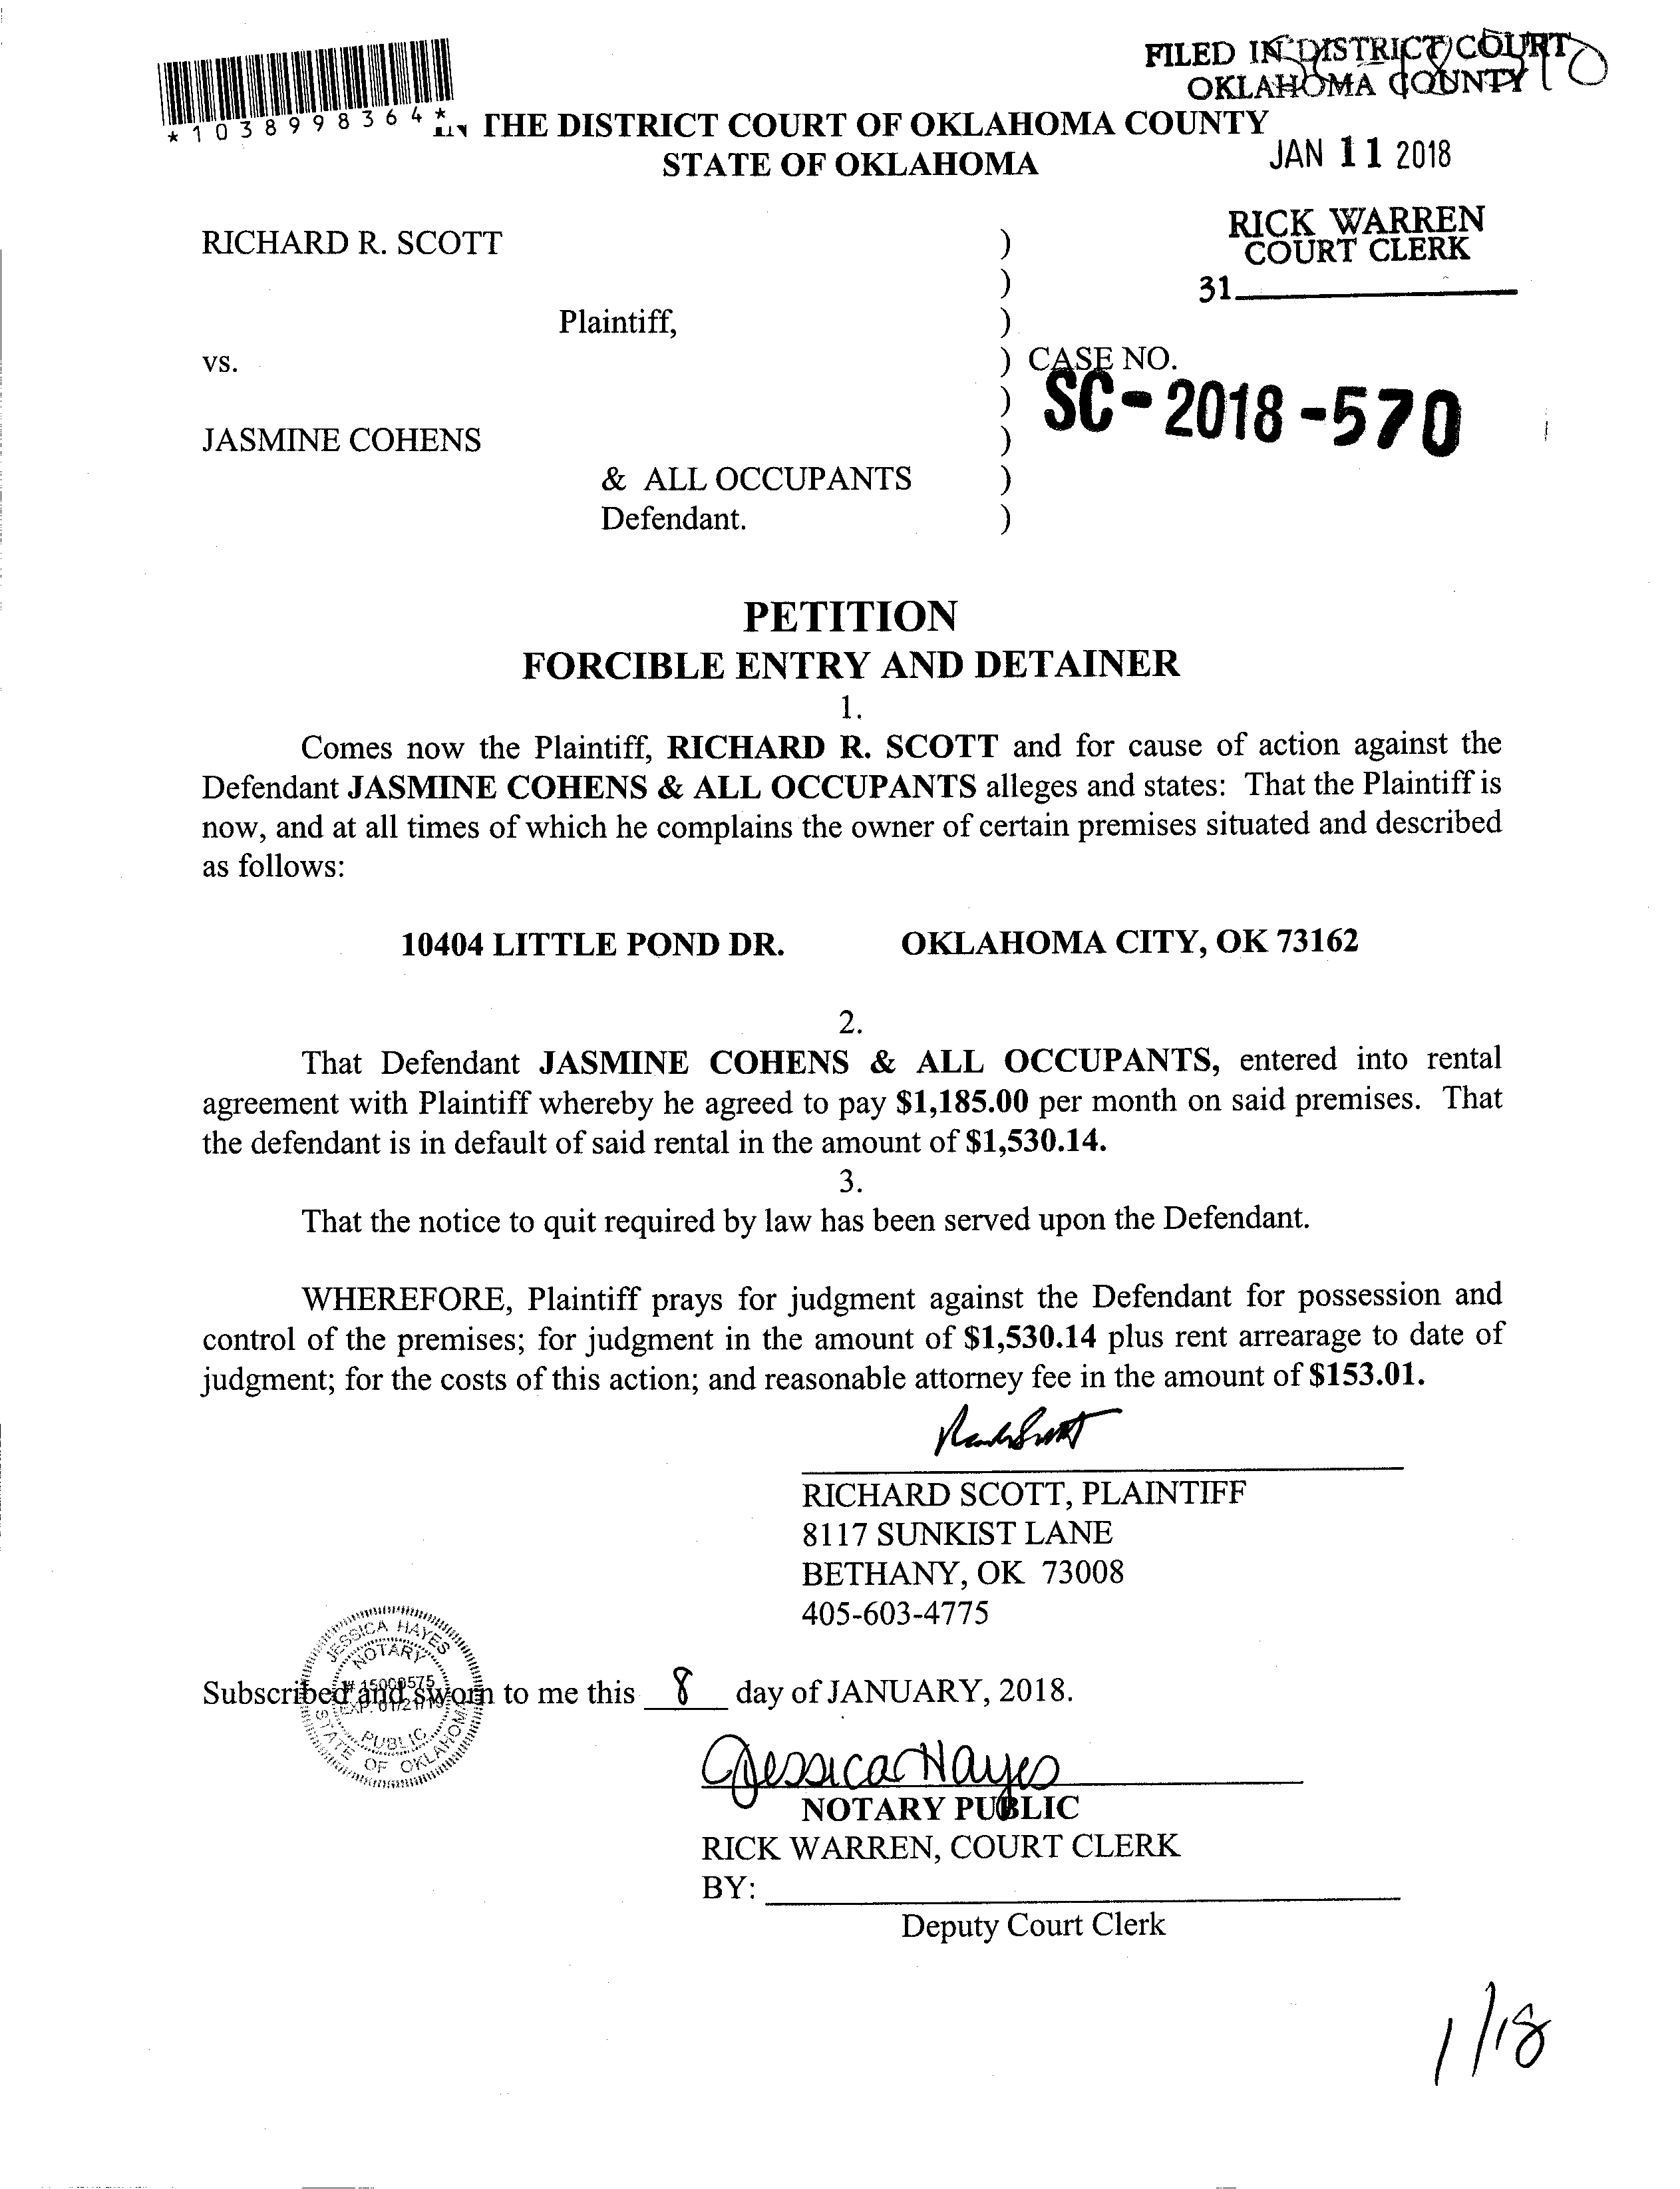 FILED IN DISTRICT COURT
OKLAHOMA COUNTY
*1038998364*
IN THE DISTRICT COURT OF OKLAHOMA COUNTY
STATE OF OKLAHOMA
JAN 11 2018
RICK WARREN
COURT CLERK
31
RICHARD R. SCOTT )
)
Plaintiff, )
vs. ) CASE NO.
) SC-2018-570
JASMINE COHENS )
& ALL OCCUPANTS )
Defendant. )
PETITION
FORCIBLE ENTRY AND DETAINER
1.
Comes now the Plaintiff, RICHARD R. SCOTT and for cause of action against the
Defendant JASMINE COHENS & ALL OCCUPANTS alleges and states: That the Plaintiff is
now, and at all times of which he complains the owner of certain premises situated and described
as follows:
10404 LITTLE POND DR. OKLAHOMA CITY, OK 73162
2.
That Defendant JASMINE COHENS & ALL OCCUPANTS, entered into rental
agreement with Plaintiff whereby he agreed to pay $1,185.00 per month on said premises. That
the defendant is in default of said rental in the amount of $1,530.14.
3.
That the notice to quit required by law has been served upon the Defendant.
WHEREFORE, Plaintiff prays for judgment against the Defendant for possession and
control of the premises; for judgment in the amount of $1,530.14 plus rent arrearage to date of
judgment; for the costs of this action; and reasonable attorney fee in the amount of $153.01.
RICHARD SCOTT, PLAINTIFF
8117 SUNKIST LANE
BETHANY, OK 73008
405-603-4775
JESSICA HAYES
NOTARY
# 15000575
EXP. 01/21/19
PUBLIC
STATE OF OKLAHOMA
Subscribed and sworn to me this 8 day of JANUARY, 2018.
Jessica Hayes
NOTARY PUBLIC
RICK WARREN, COURT CLERK
BY:
Deputy Court Clerk
1/18